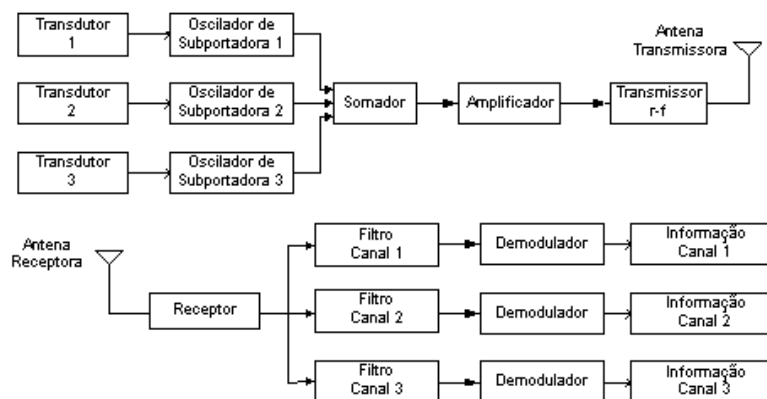 Transdutor
1
Oscilador de
Subportadora 1
Antena
Transmissora
Transdutor
2
Oscilador de
Subportadora 2
Somador
Amplificador
Transmissor
r-f
Transdutor
3
Oscilador de
Subportadora 3
Antena
Receptora
Filtro
Canal 1
Demodulador
Informação
Canal 1
Receptor
Filtro
Canal 2
Demodulador
Informação
Canal 2
Filtro
Canal 3
Demodulador
Informação
Canal 3